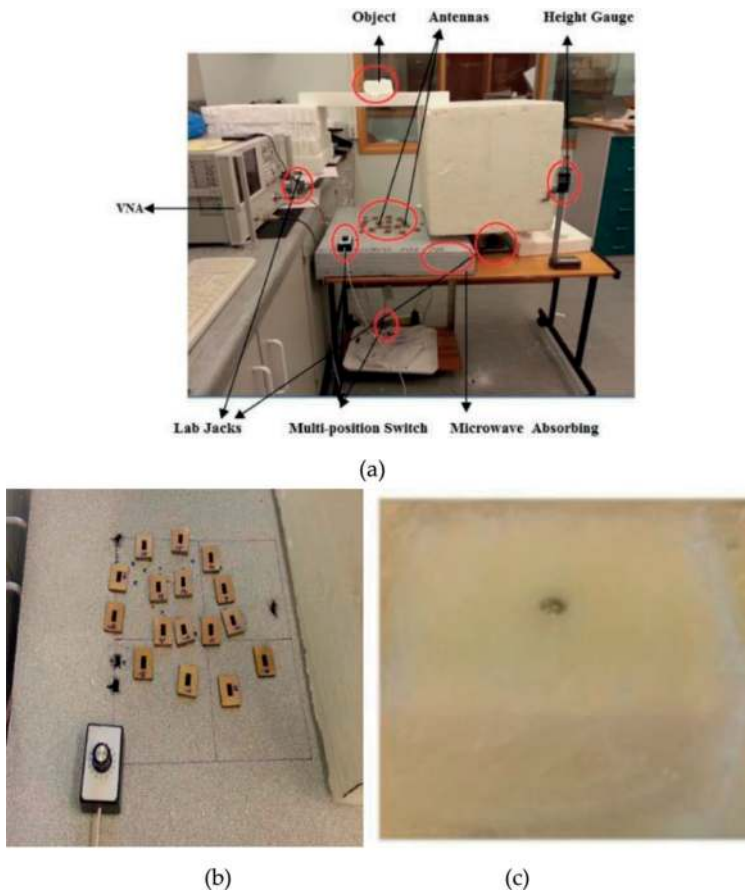 Object Antennas Height Gauge
VNA
Lab Jacks Multi-position Switch Microwave Absorbing
(a)
(b) (c)